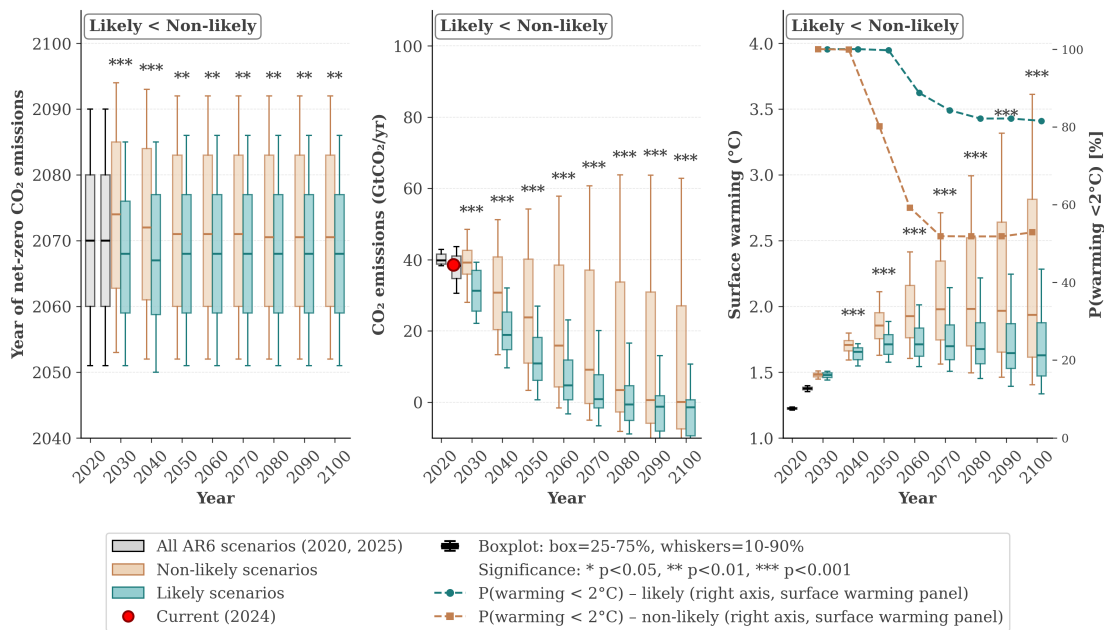 Likely < Non-likely
Year of net-zero CO₂ emissions
2100
2090
2080
2070
2060
2050
2040
*** *** ** ** ** ** ** **
2020 2030 2040 2050 2060 2070 2080 2090 2100
Year
Likely < Non-likely
CO₂ emissions (GtCO₂/yr)
100
80
60
40
20
0
*** *** *** *** *** *** *** ***
2020 2030 2040 2050 2060 2070 2080 2090 2100
Year
Likely < Non-likely
Surface warming (°C)
4.0
3.5
3.0
2.5
2.0
1.5
1.0
*** *** *** *** *** *** ***
2020 2030 2040 2050 2060 2070 2080 2090 2100
Year
100
80
60
40
20
0
P(warming <2°C) [%]
All AR6 scenarios (2020, 2025)
Non-likely scenarios
Likely scenarios
Current (2024)
Boxplot: box=25-75%, whiskers=10-90%
Significance: * p<0.05, ** p<0.01, *** p<0.001
P(warming < 2°C) – likely (right axis, surface warming panel)
P(warming < 2°C) – non-likely (right axis, surface warming panel)